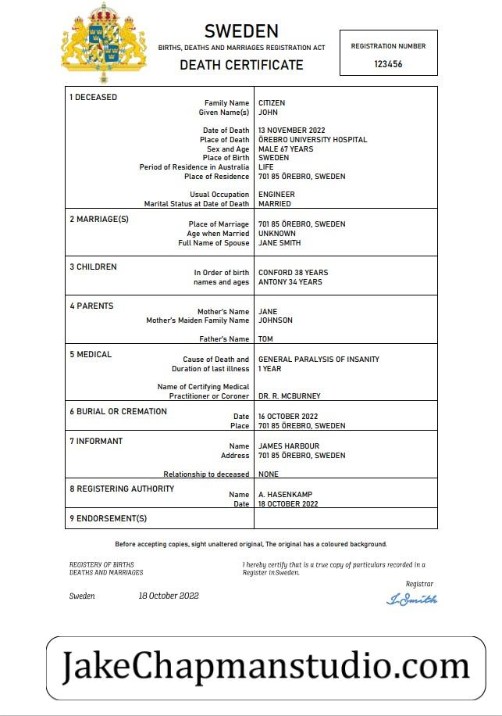 SWEDEN
BIRTHS, DEATHS AND MARRIAGES REGISTRATION ACT
DEATH CERTIFICATE
REGISTRATION NUMBER
123456
1 DECEASED
Family Name CITIZEN
Given Name(s) JOHN
Date of Death 13 NOVEMBER 2022
Place of Death ÖREBRO UNIVERSITY HOSPITAL
Sex and Age MALE 67 YEARS
Place of Birth SWEDEN
Period of Residence in Australia LIFE
Place of Residence 701 85 ÖREBRO, SWEDEN
Usual Occupation ENGINEER
Marital Status at Date of Death MARRIED
2 MARRIAGE(S)
Place of Marriage 701 85 ÖREBRO, SWEDEN
Age when Married UNKNOWN
Full Name of Spouse JANE SMITH
3 CHILDREN
In Order of birth CONFORD 38 YEARS
names and ages ANTONY 34 YEARS
4 PARENTS
Mother's Name JANE
Mother's Maiden Family Name JOHNSON
Father's Name TOM
5 MEDICAL
Cause of Death and GENERAL PARALYSIS OF INSANITY
Duration of last illness 1 YEAR
Name of Certifying Medical
Practitioner or Coroner DR. R. MCBURNEY
6 BURIAL OR CREMATION
Date 16 OCTOBER 2022
Place 701 85 ÖREBRO, SWEDEN
7 INFORMANT
Name JAMES HARBOUR
Address 701 85 ÖREBRO, SWEDEN
Relationship to deceased NONE
8 REGISTERING AUTHORITY
Name A. HASENKAMP
Date 18 OCTOBER 2022
9 ENDORSEMENT(S)
Before accepting copies, sight unaltered original, The original has a coloured background.
REGISTERY OF BIRTHS
DEATHS AND MARRIAGES
I hereby certify that is a true copy of particulars recorded in a
Register in Sweden.
Registrar
Sweden 18 October 2022
J. Smith
JakeChapmanstudio.com